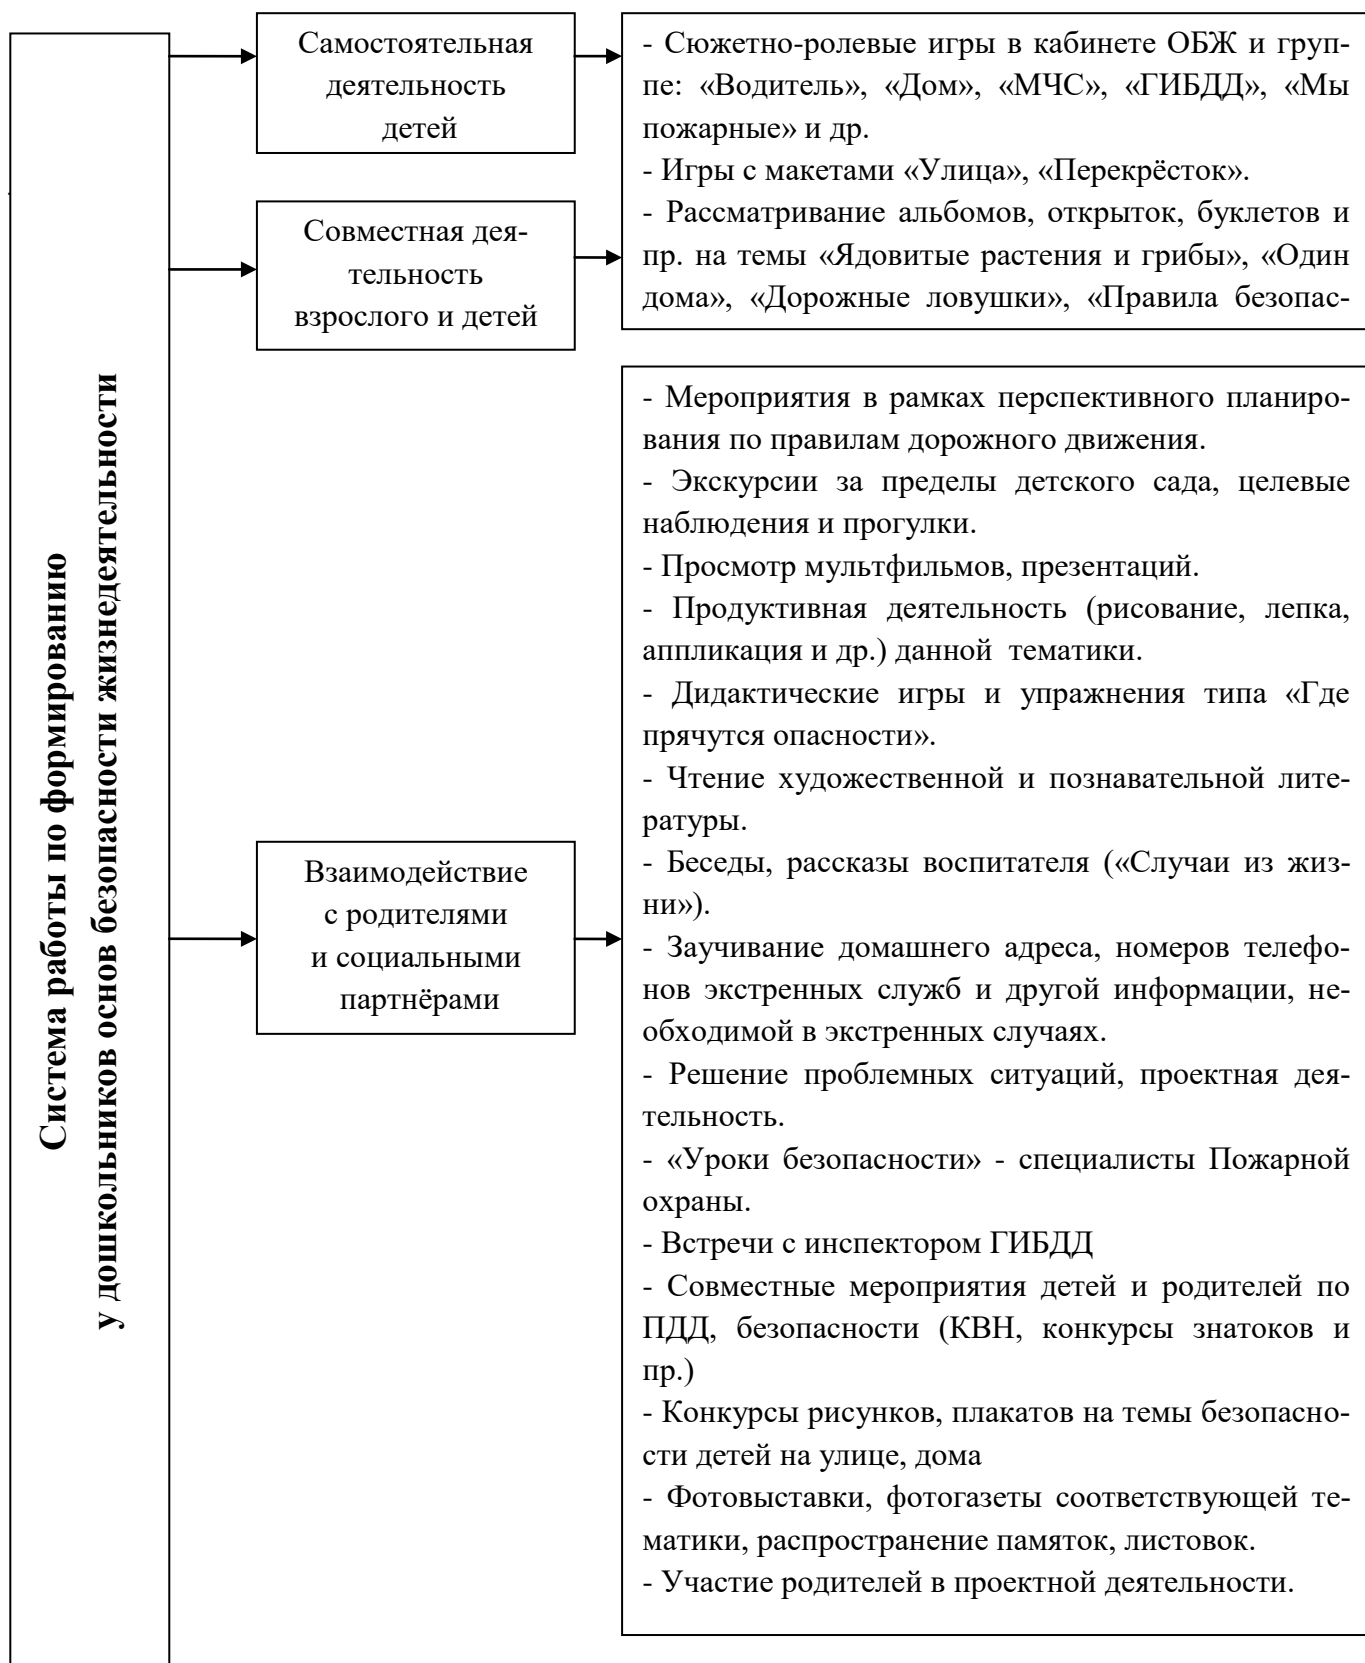 Система работы по формированию
у дошкольников основ безопасности жизнедеятельности
Самостоятельная
деятельность
детей
- Сюжетно-ролевые игры в кабинете ОБЖ и груп-
пе: «Водитель», «Дом», «МЧС», «ГИБДД», «Мы
пожарные» и др.
- Игры с макетами «Улица», «Перекрёсток».
- Рассматривание альбомов, открыток, буклетов и
пр. на темы «Ядовитые растения и грибы», «Один
дома», «Дорожные ловушки», «Правила безопас-
Совместная дея-
тельность
взрослого и детей
Взаимодействие
с родителями
и социальными
партнёрами
- Мероприятия в рамках перспективного планиро-
вания по правилам дорожного движения.
- Экскурсии за пределы детского сада, целевые
наблюдения и прогулки.
- Просмотр мультфильмов, презентаций.
- Продуктивная деятельность (рисование, лепка,
аппликация и др.) данной  тематики.
- Дидактические игры и упражнения типа «Где
прячутся опасности».
- Чтение художественной и познавательной лите-
ратуры.
- Беседы, рассказы воспитателя («Случаи из жиз-
ни»).
- Заучивание домашнего адреса, номеров телефо-
нов экстренных служб и другой информации, не-
обходимой в экстренных случаях.
- Решение проблемных ситуаций, проектная дея-
тельность.
- «Уроки безопасности» - специалисты Пожарной
охраны.
- Встречи с инспектором ГИБДД
- Совместные мероприятия детей и родителей по
ПДД, безопасности (КВН, конкурсы знатоков и
пр.)
- Конкурсы рисунков, плакатов на темы безопасно-
сти детей на улице, дома
- Фотовыставки, фотогазеты соответствующей те-
матики, распространение памяток, листовок.
- Участие родителей в проектной деятельности.